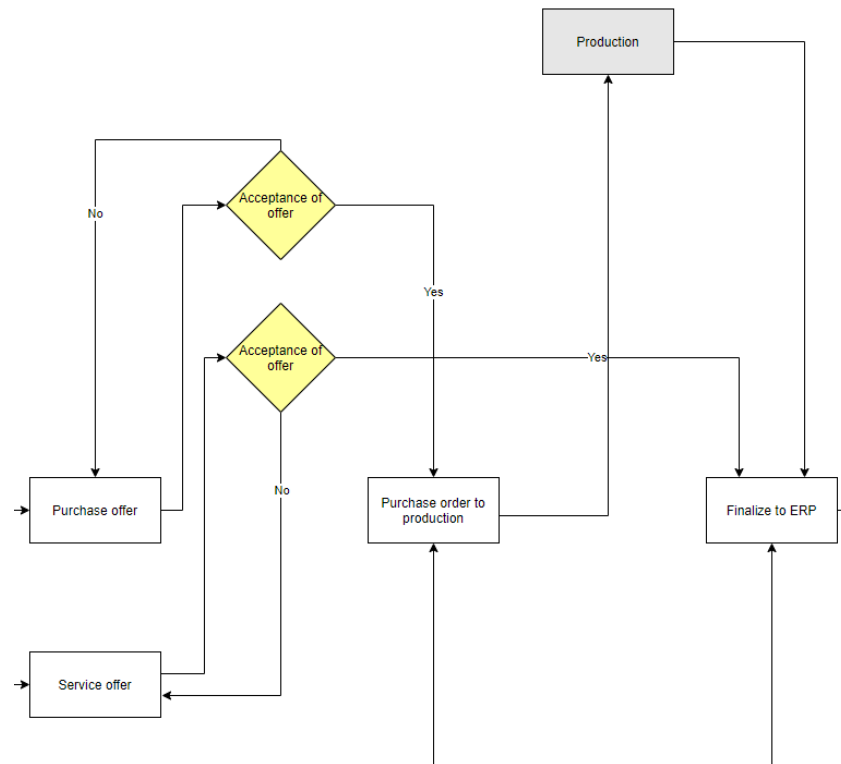 Production
Acceptance of
offer
No
Yes
Acceptance of
offer
Yes
No
Purchase offer
Purchase order to
production
Finalize to ERP
Service offer